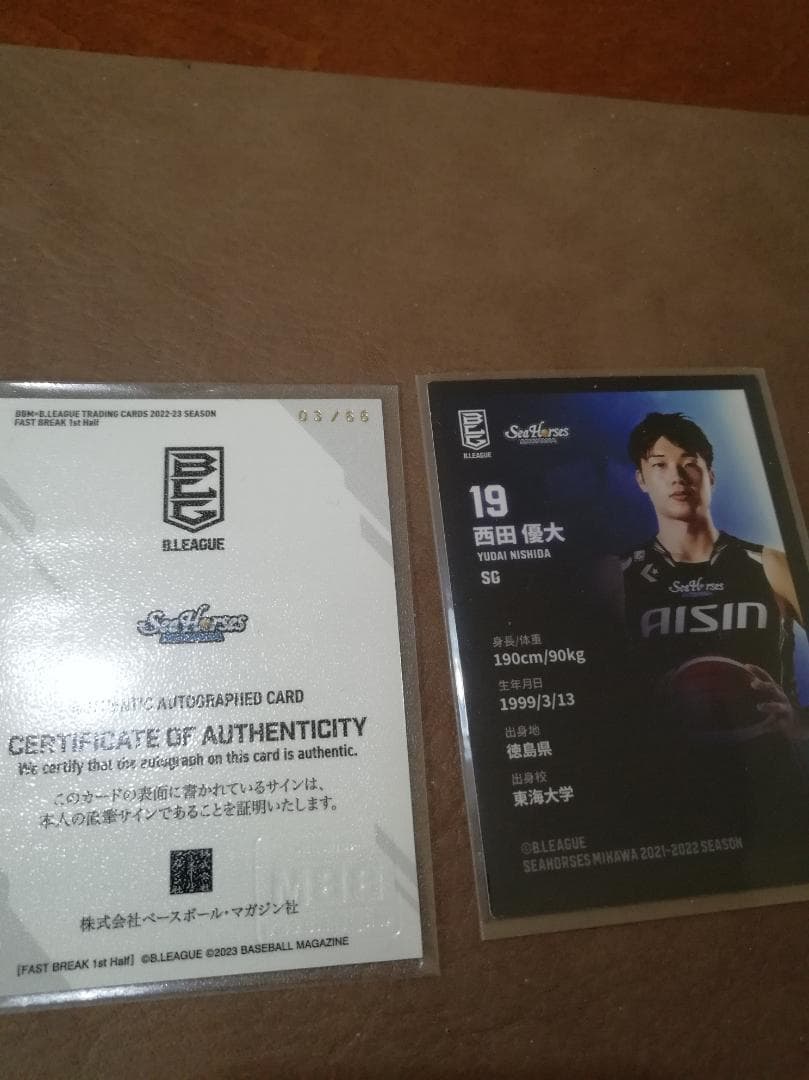 BBM×B.LEAGUE TRADING CARDS 2022-23 SEASON
FAST BREAK 1st Half
03/66
B.LEAGUE
SeaHorses
AUTHENTIC AUTOGRAPHED CARD
CERTIFICATE OF AUTHENTICITY
We certify that the autograph on this card is authentic.
このカードの表面に書かれているサインは、
本人の直筆サインであることを証明いたします。
BBM
株式会社ベースボール・マガジン社
[FAST BREAK 1st Half] ©B.LEAGUE ©2023 BASEBALL MAGAZINE
B.LEAGUE
SeaHorses
19
西田 優大
YUDAI NISHIDA
SG
SeaHorses
AISIN
身長/体重
190cm/90kg
生年月日
1999/3/13
出身地
徳島県
出身校
東海大学
©B.LEAGUE
SEAHORSES MIKAWA 2021-2022 SEASON